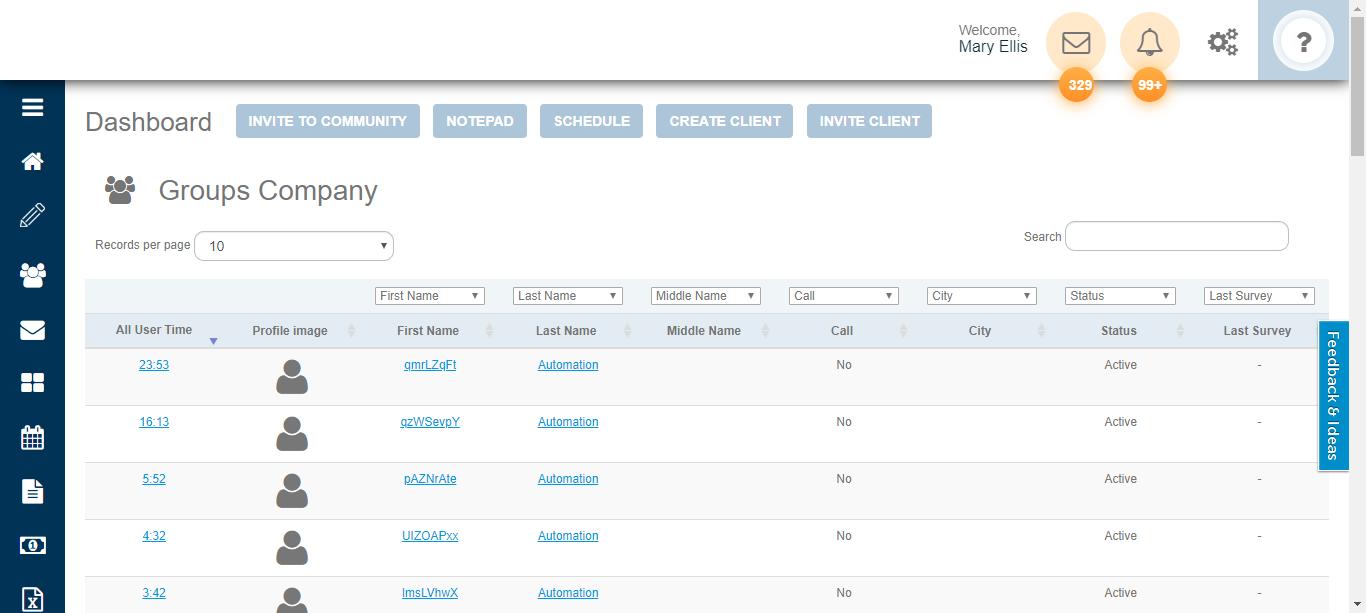 Welcome,
Mary Ellis
329
99+
?
Dashboard INVITE TO COMMUNITY NOTEPAD SCHEDULE CREATE CLIENT INVITE CLIENT
Groups Company
Records per page 10 Search
First Name Last Name Middle Name Call City Status Last Survey
All User Time Profile image First Name Last Name Middle Name Call City Status Last Survey
23:53 qmrLZqFt Automation No Active -
16:13 qzWSevpY Automation No Active -
5:52 pAZNrAte Automation No Active -
4:32 UIZOAPxx Automation No Active -
3:42 lmsLVhwX Automation No Active -
Feedback & Ideas